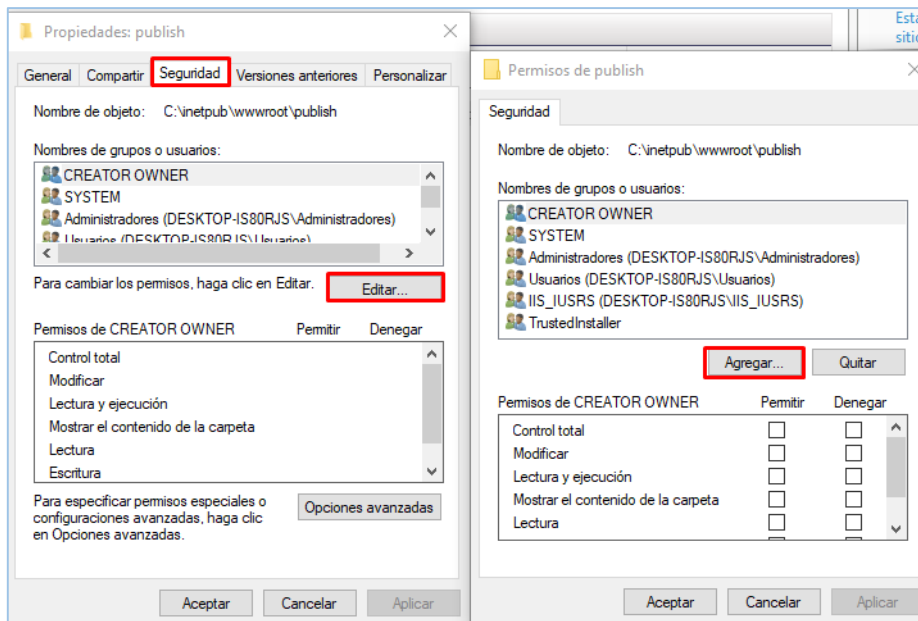 Propiedades: publish
General Compartir Seguridad Versiones anteriores Personalizar
Nombre de objeto: C:\inetpub\wwwroot\publish
Nombres de grupos o usuarios:
CREATOR OWNER
SYSTEM
Administradores (DESKTOP-IS80RJS\Administradores)
Usuarios (DESKTOP-IS80RJS\Usuarios)
Para cambiar los permisos, haga clic en Editar.
Editar...
Permisos de CREATOR OWNER Permitir Denegar
Control total
Modificar
Lectura y ejecución
Mostrar el contenido de la carpeta
Lectura
Escritura
Para especificar permisos especiales o
configuraciones avanzadas, haga clic
en Opciones avanzadas.
Opciones avanzadas
Aceptar Cancelar Aplicar
Esta
sitio
Permisos de publish
Seguridad
Nombre de objeto: C:\inetpub\wwwroot\publish
Nombres de grupos o usuarios:
CREATOR OWNER
SYSTEM
Administradores (DESKTOP-IS80RJS\Administradores)
Usuarios (DESKTOP-IS80RJS\Usuarios)
IIS_IUSRS (DESKTOP-IS80RJS\IIS_IUSRS)
TrustedInstaller
Agregar... Quitar
Permisos de CREATOR OWNER Permitir Denegar
Control total
Modificar
Lectura y ejecución
Mostrar el contenido de la carpeta
Lectura
Aceptar Cancelar Aplicar